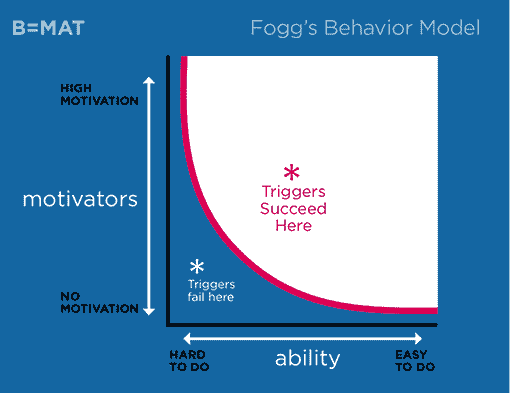 B=MAT
Fogg's Behavior Model
HIGH
MOTIVATION
motivators
*
Triggers
Succeed
Here
*
Triggers
fail here
NO
MOTIVATION
HARD
TO DO
ability
EASY
TO DO